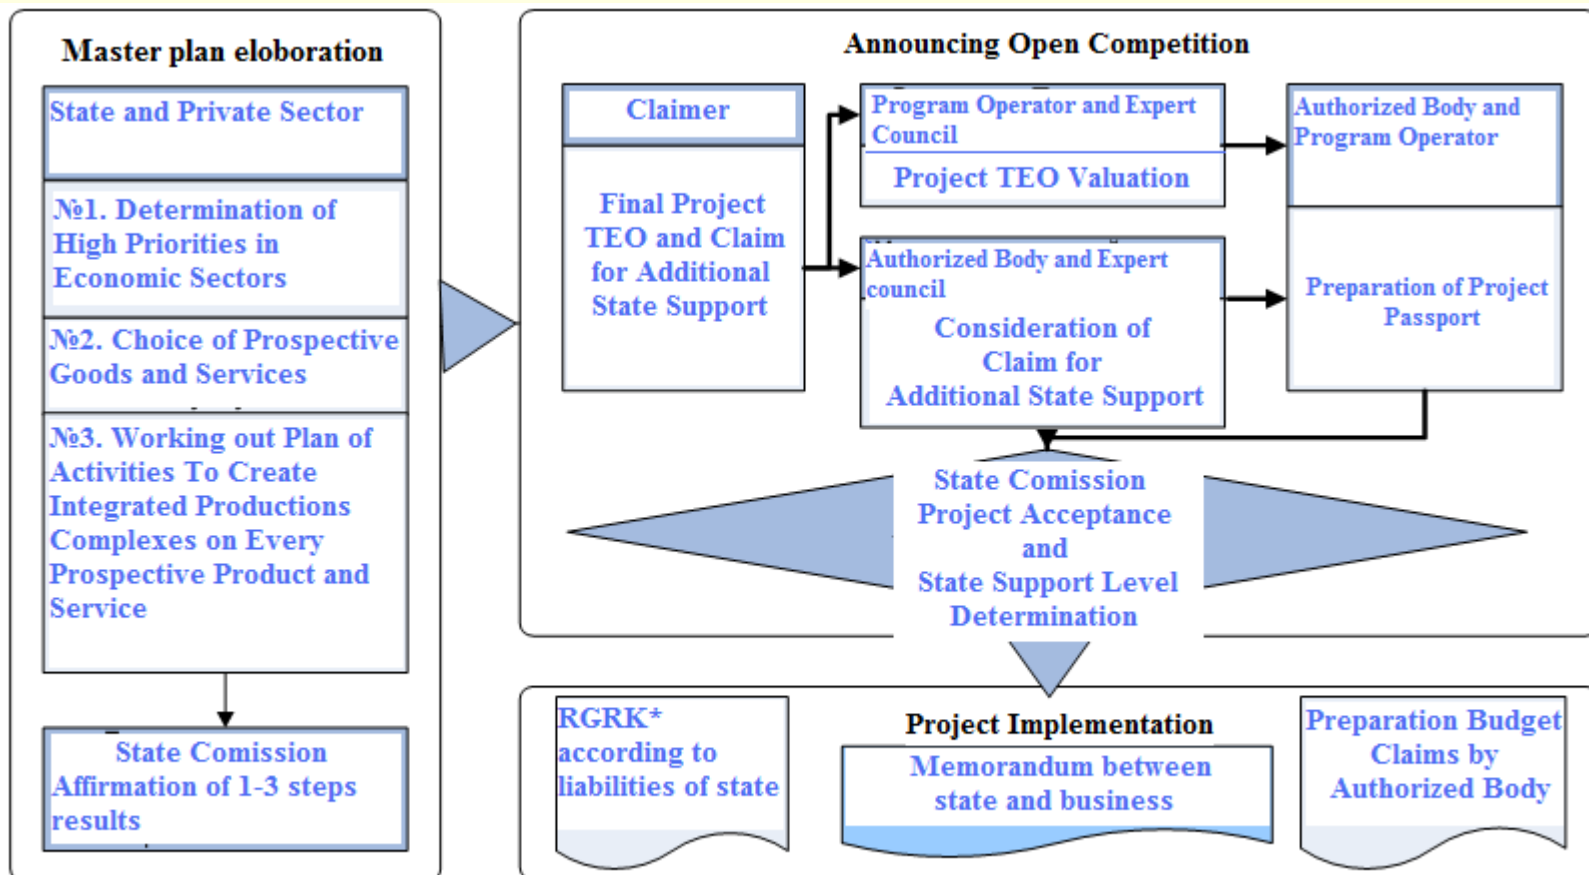 Master plan eloboration
State and Private Sector
№1. Determination of
High Priorities in
Economic Sectors
№2. Choice of Prospective
Goods and Services
№3. Working out Plan of
Activities To Create
Integrated Productions
Complexes on Every
Prospective Product and
Service
State Comission
Affirmation of 1-3 steps
results
Announcing Open Competition
Claimer
Final Project
TEO and Claim
for Additional
State Support
Program Operator and Expert
Council
Project TEO Valuation
Authorized Body and Expert
council
Consideration of
Claim for
Additional State Support
Authorized Body and
Program Operator
Preparation of Project
Passport
State Comission
Project Acceptance
and
State Support Level
Determination
Project Implementation
RGRK*
according to
liabilities of state
Memorandum between
state and business
Preparation Budget
Claims by
Authorized Body